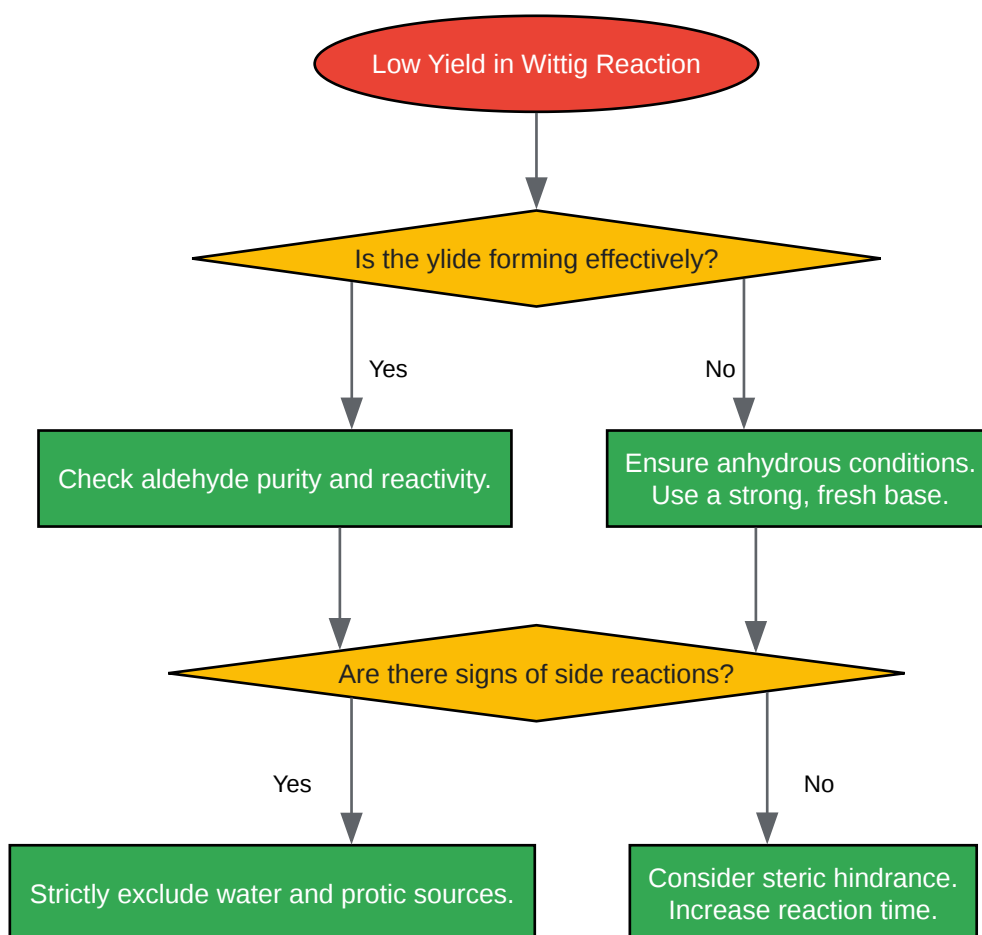 Low Yield in Wittig Reaction
Is the ylide forming effectively?
Yes
No
Check aldehyde purity and reactivity.
Ensure anhydrous conditions.
Use a strong, fresh base.
Are there signs of side reactions?
Yes
No
Strictly exclude water and protic sources.
Consider steric hindrance.
Increase reaction time.